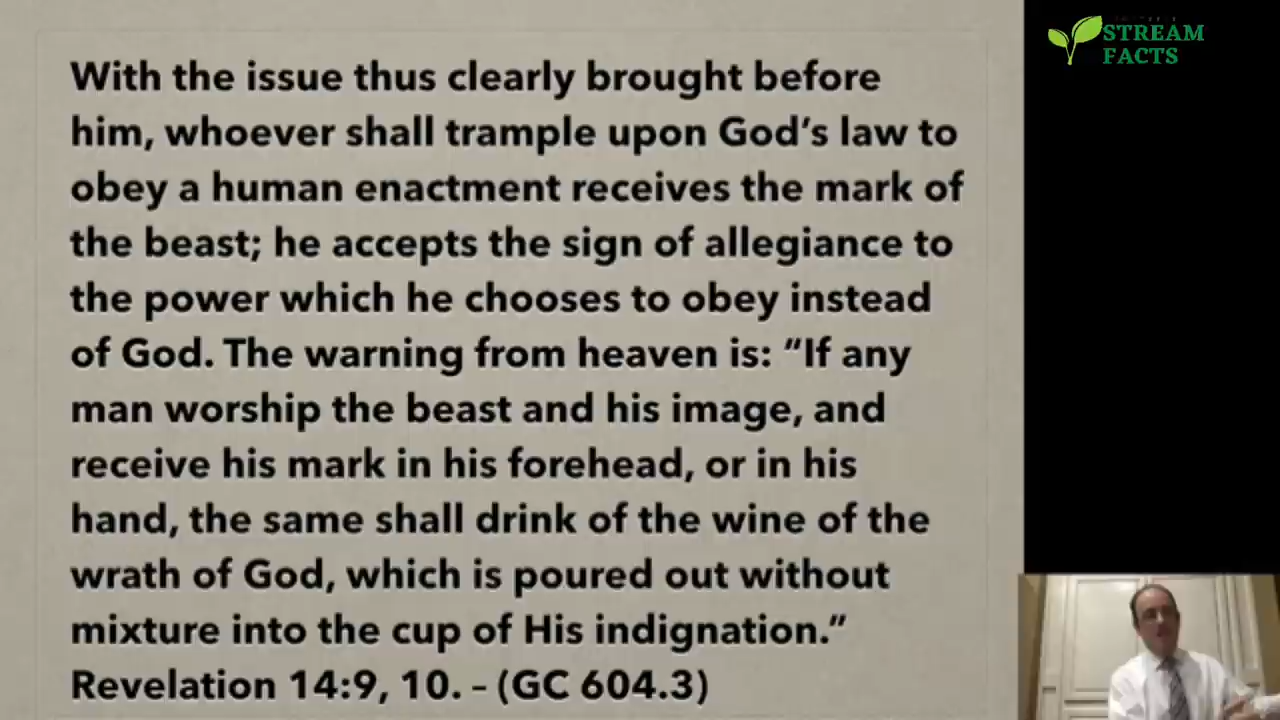 With the issue thus clearly brought before
him, whoever shall trample upon God’s law to
obey a human enactment receives the mark of
the beast; he accepts the sign of allegiance to
the power which he chooses to obey instead
of God. The warning from heaven is: “If any
man worship the beast and his image, and
receive his mark in his forehead, or in his
hand, the same shall drink of the wine of the
wrath of God, which is poured out without
mixture into the cup of His indignation.”
Revelation 14:9, 10. – (GC 604.3)
STREAM
FACTS